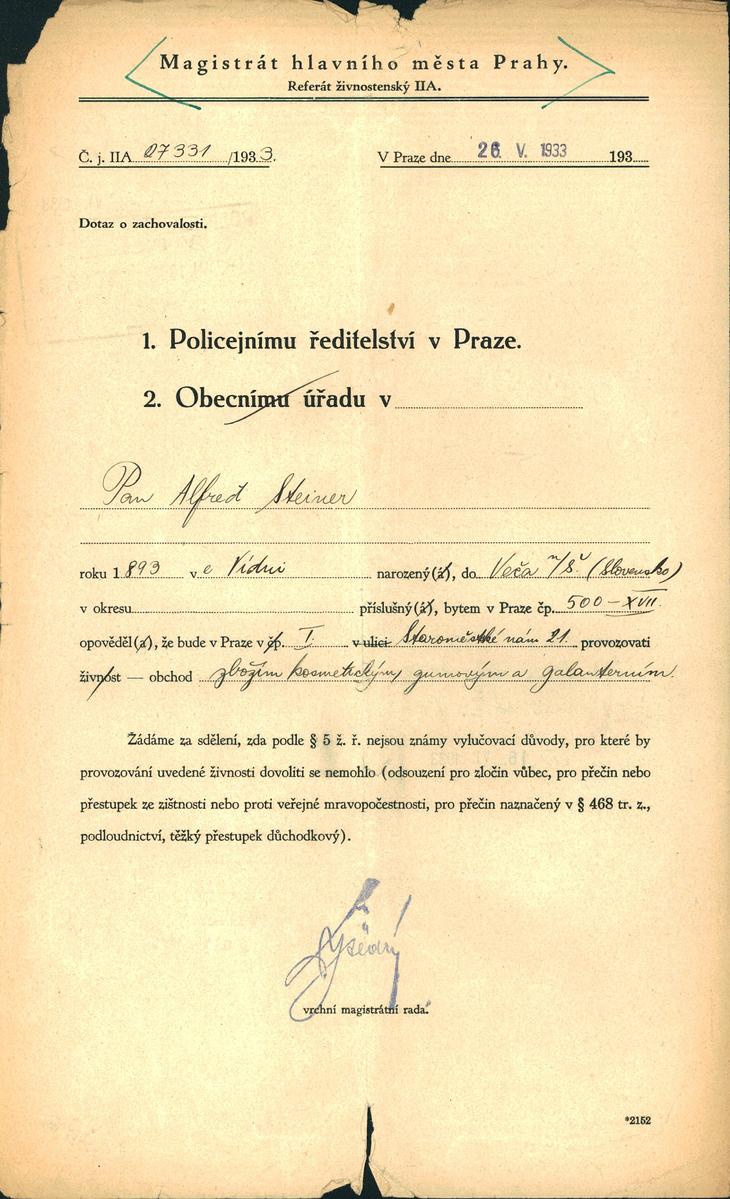 Magistrát hlavního města Prahy.
Referát živnostenský IIA.
Č. j. IIA 27331 /1933.
V Praze dne 26. V. 1933 193
Dotaz o zachovalosti.
1. Policejnímu ředitelství v Praze.
2. Obecnímu úřadu v
Pan Alfred Steiner
roku 1893 ve Vídni narozený(á), do Veča n/S. (Slovensko)
v okresu příslušný(á), bytem v Praze čp. 500-XVII.
opověděl(a), že bude v Praze v čp. I. v ulici Staroměstské nám 21. provozovati
živnost — obchod zbožím kosmetickým, gumovým a galanterním.
Žádáme za sdělení, zda podle § 5 ž. ř. nejsou známy vylučovací důvody, pro které by
provozování uvedené živnosti dovoliti se nemohlo (odsouzení pro zločin vůbec, pro přečin nebo
přestupek ze zištnosti nebo proti veřejné mravopočestnosti, pro přečin naznačený v § 468 tr. z.,
podloudnictví, těžký přestupek důchodkový).
vrchní magistrátní rada.
*2152